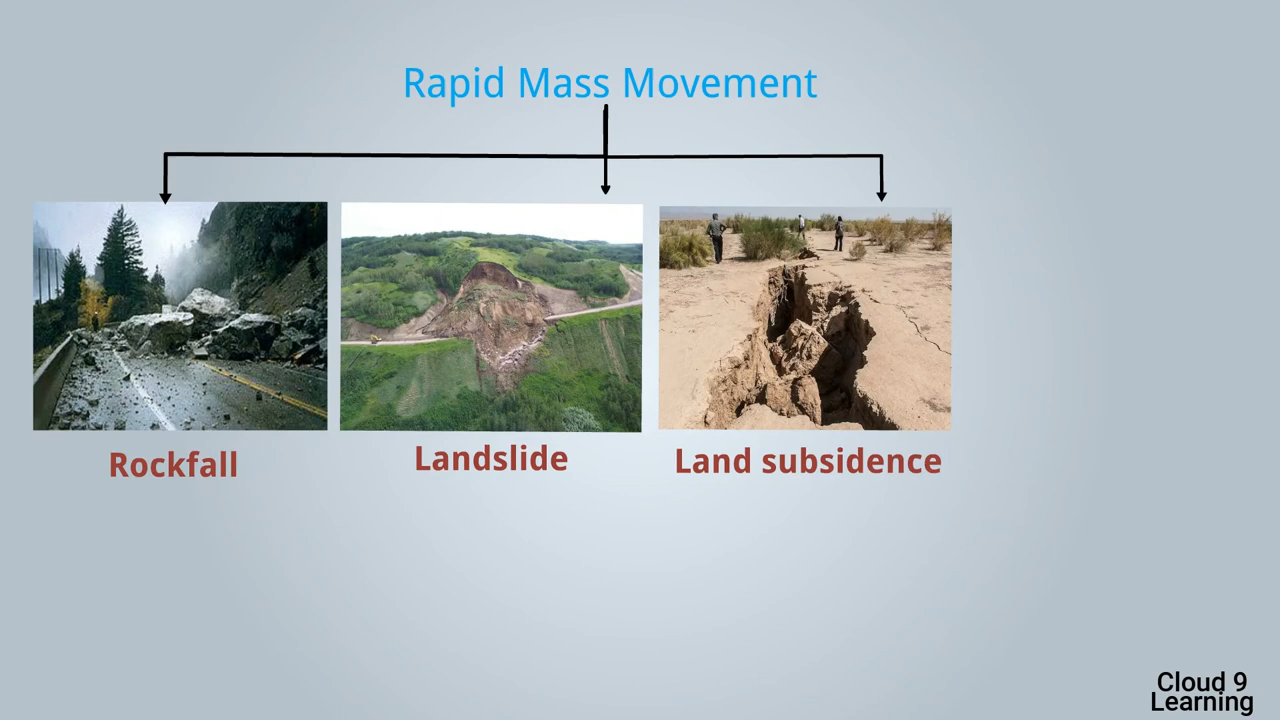 Rapid Mass Movement
Rockfall
Landslide
Land subsidence
Cloud 9
Learning